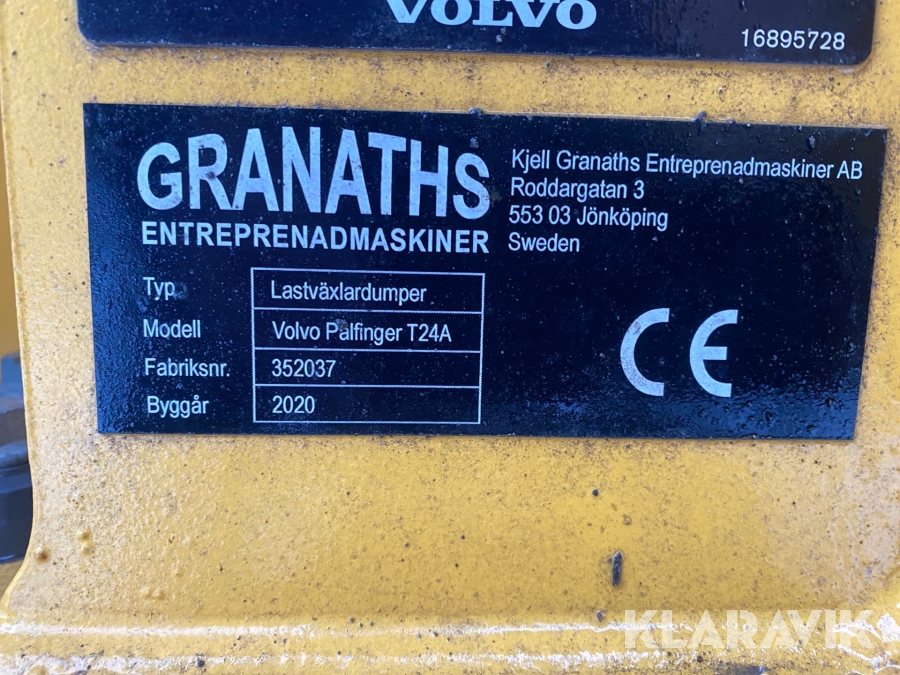 VOLVO
16895728
GRANATHS
ENTREPRENADMASKINER
Kjell Granaths Entreprenadmaskiner AB
Roddargatan 3
553 03 Jönköping
Sweden
Typ Lastväxlardumper
Modell Volvo Palfinger T24A
Fabriksnr. 352037
Byggår 2020
CE
KLARAVIK